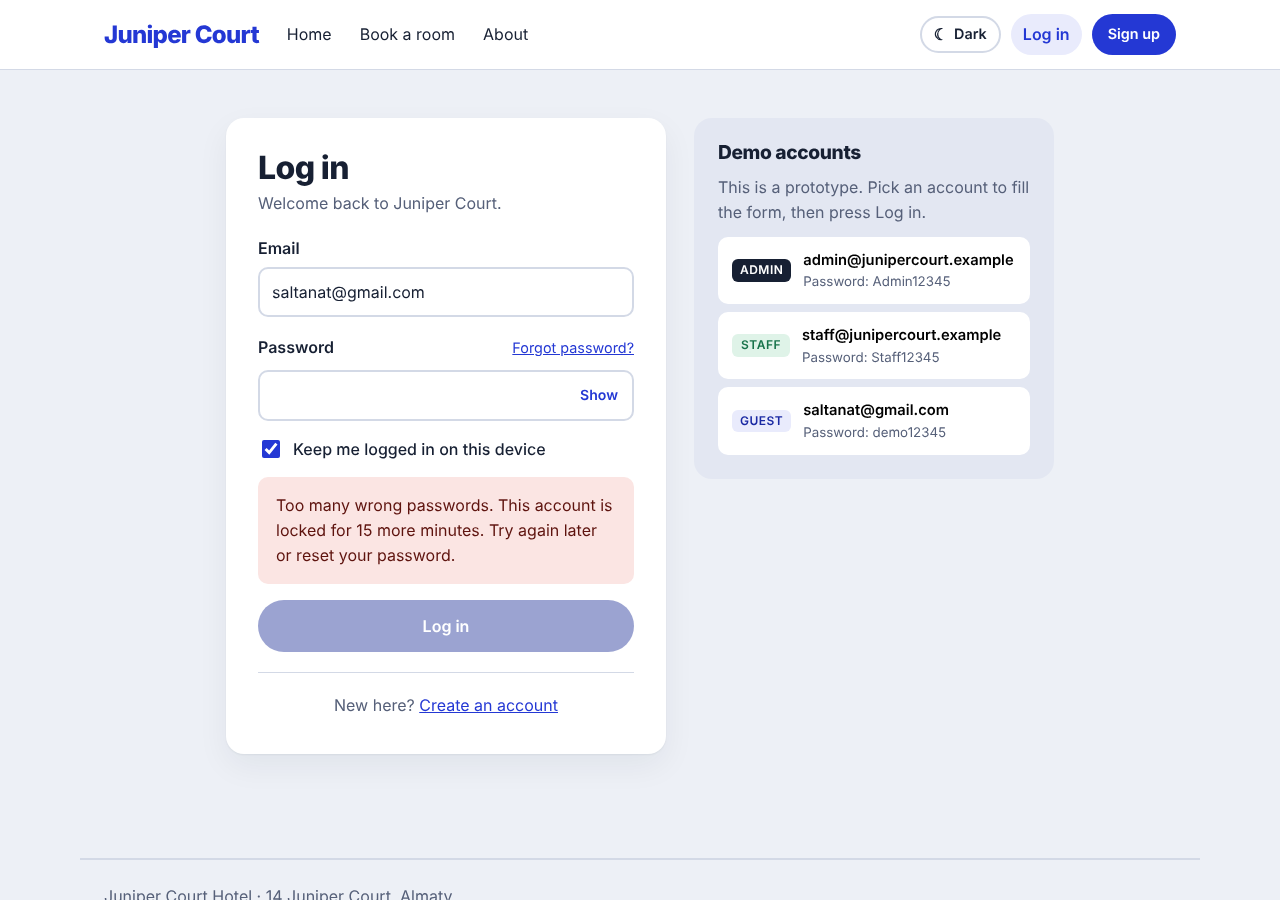 Juniper Court Home Book a room About ☾ Dark Log in Sign up
Log in
Welcome back to Juniper Court.
Email
saltanat@gmail.com
Password Forgot password?
Show
Keep me logged in on this device
Too many wrong passwords. This account is
locked for 15 more minutes. Try again later
or reset your password.
Log in
New here? Create an account
Demo accounts
This is a prototype. Pick an account to fill
the form, then press Log in.
ADMIN admin@junipercourt.example
Password: Admin12345
STAFF staff@junipercourt.example
Password: Staff12345
GUEST saltanat@gmail.com
Password: demo12345
Juniper Court Hotel · 14 Juniper Court, Almaty